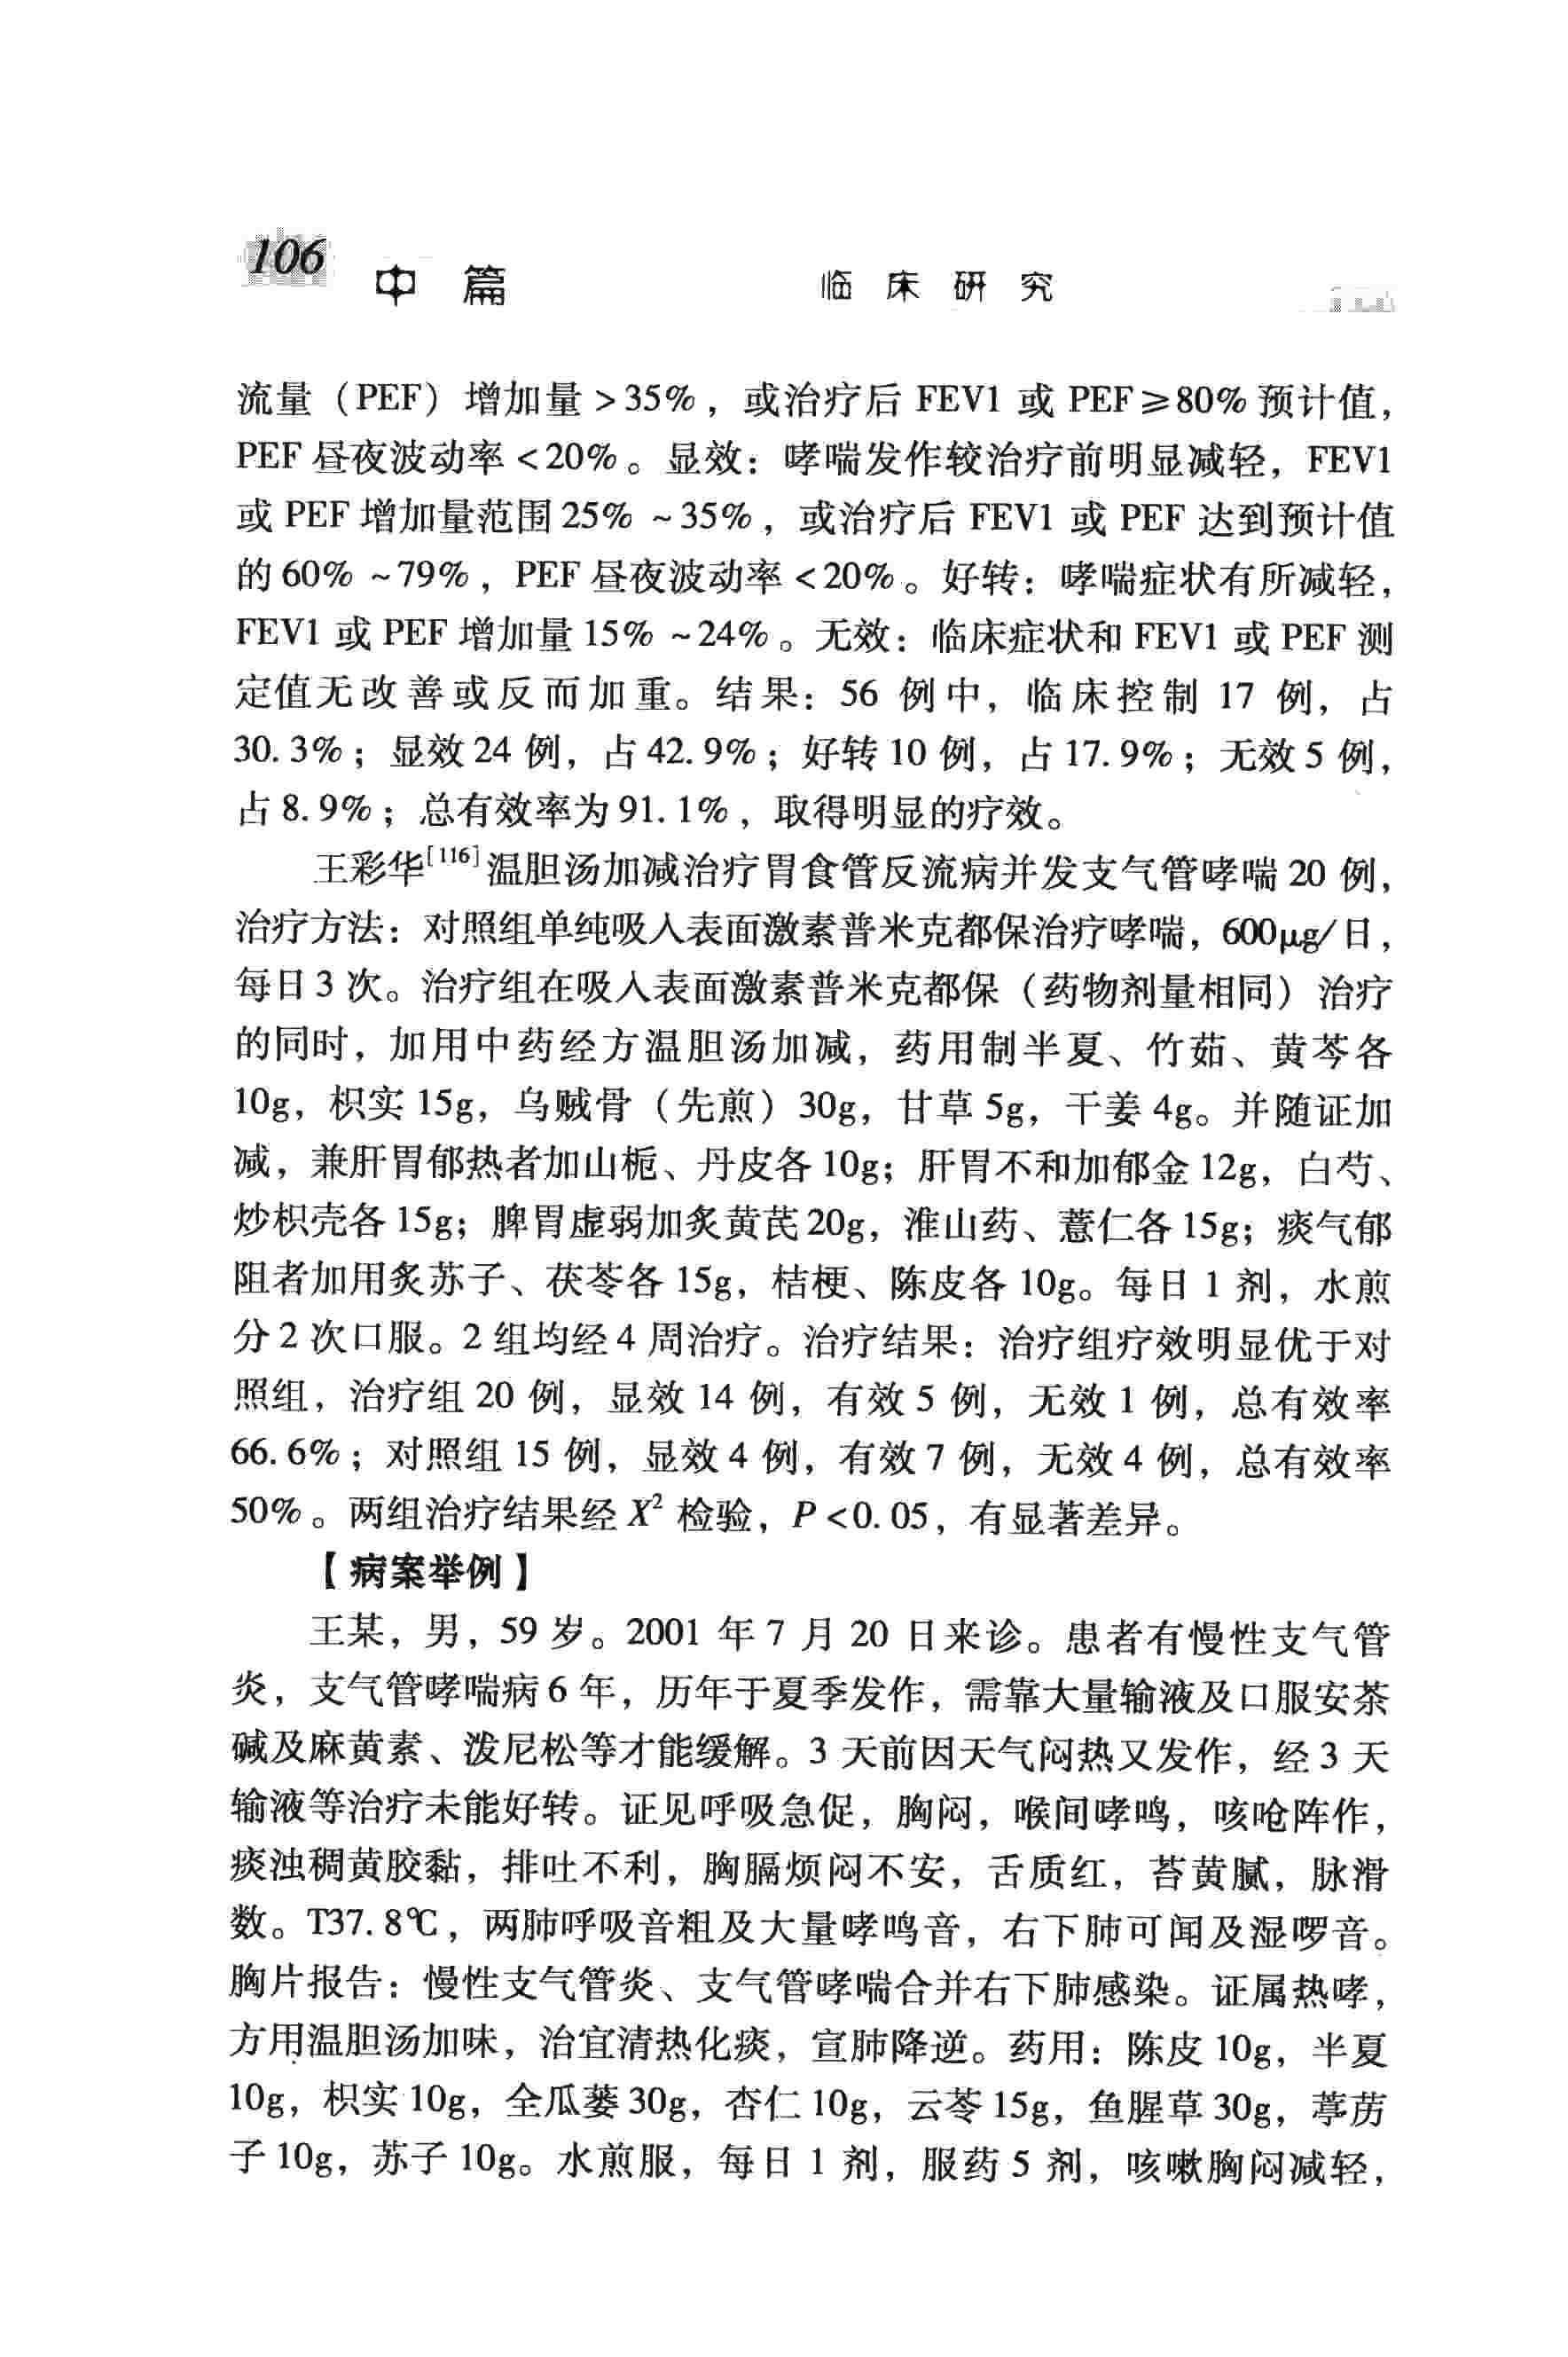 106
中 篇 临 床 研 究
流量（PEF）增加量＞35%，或治疗后 FEV1 或 PEF≥80% 预计值，
PEF 昼夜波动率＜20%。显效：哮喘发作较治疗前明显减轻，FEV1
或 PEF 增加量范围 25% ~35%，或治疗后 FEV1 或 PEF 达到预计值
的 60% ~79%，PEF 昼夜波动率＜20%。好转：哮喘症状有所减轻，
FEV1 或 PEF 增加量 15% ~24%。无效：临床症状和 FEV1 或 PEF 测
定值无改善或反而加重。结果：56 例中，临床控制 17 例，占
30.3%；显效 24 例，占 42.9%；好转 10 例，占 17.9%；无效 5 例，
占 8.9%；总有效率为 91.1%，取得明显的疗效。
王彩华[116]温胆汤加减治疗胃食管反流病并发支气管哮喘 20 例，
治疗方法：对照组单纯吸入表面激素普米克都保治疗哮喘，600μg/日，
每日 3 次。治疗组在吸入表面激素普米克都保（药物剂量相同）治疗
的同时，加用中药经方温胆汤加减，药用制半夏、竹茹、黄芩各
10g，枳实 15g，乌贼骨（先煎）30g，甘草 5g，干姜 4g。并随证加
减，兼肝胃郁热者加山栀、丹皮各 10g；肝胃不和加郁金 12g，白芍、
炒枳壳各 15g；脾胃虚弱加炙黄芪 20g，淮山药、薏仁各 15g；痰气郁
阻者加用炙苏子、茯苓各 15g，桔梗、陈皮各 10g。每日 1 剂，水煎
分 2 次口服。2 组均经 4 周治疗。治疗结果：治疗组疗效明显优于对
照组，治疗组 20 例，显效 14 例，有效 5 例，无效 1 例，总有效率
66.6%；对照组 15 例，显效 4 例，有效 7 例，无效 4 例，总有效率
50%。两组治疗结果经 X² 检验，P＜0.05，有显著差异。
【病案举例】
王某，男，59 岁。2001 年 7 月 20 日来诊。患者有慢性支气管
炎，支气管哮喘病 6 年，历年于夏季发作，需靠大量输液及口服安茶
碱及麻黄素、泼尼松等才能缓解。3 天前因天气闷热又发作，经 3 天
输液等治疗未能好转。证见呼吸急促，胸闷，喉间哮鸣，咳呛阵作，
痰浊稠黄胶黏，排吐不利，胸膈烦闷不安，舌质红，苔黄腻，脉滑
数。T37.8℃，两肺呼吸音粗及大量哮鸣音，右下肺可闻及湿啰音。
胸片报告：慢性支气管炎、支气管哮喘合并右下肺感染。证属热哮，
方用温胆汤加味，治宜清热化痰，宣肺降逆。药用：陈皮 10g，半夏
10g，枳实 10g，全瓜蒌 30g，杏仁 10g，云苓 15g，鱼腥草 30g，葶苈
子 10g，苏子 10g。水煎服，每日 1 剂，服药 5 剂，咳嗽胸闷减轻，